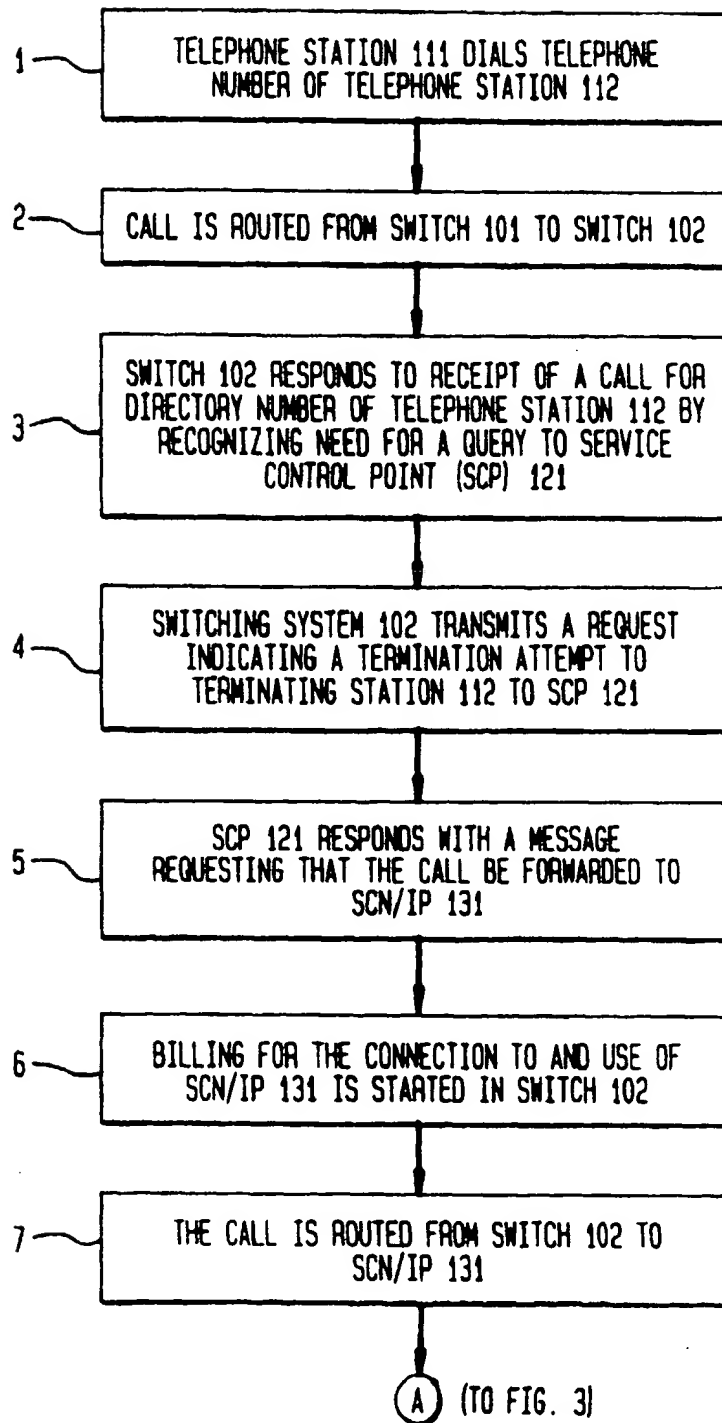 1
TELEPHONE STATION 111 DIALS TELEPHONE
NUMBER OF TELEPHONE STATION 112
2
CALL IS ROUTED FROM SWITCH 101 TO SWITCH 102
3
SWITCH 102 RESPONDS TO RECEIPT OF A CALL FOR
DIRECTORY NUMBER OF TELEPHONE STATION 112 BY
RECOGNIZING NEED FOR A QUERY TO SERVICE
CONTROL POINT (SCP) 121
4
SWITCHING SYSTEM 102 TRANSMITS A REQUEST
INDICATING A TERMINATION ATTEMPT TO
TERMINATING STATION 112 TO SCP 121
5
SCP 121 RESPONDS WITH A MESSAGE
REQUESTING THAT THE CALL BE FORWARDED TO
SCN/IP 131
6
BILLING FOR THE CONNECTION TO AND USE OF
SCN/IP 131 IS STARTED IN SWITCH 102
7
THE CALL IS ROUTED FROM SWITCH 102 TO
SCN/IP 131
A (TO FIG. 3)